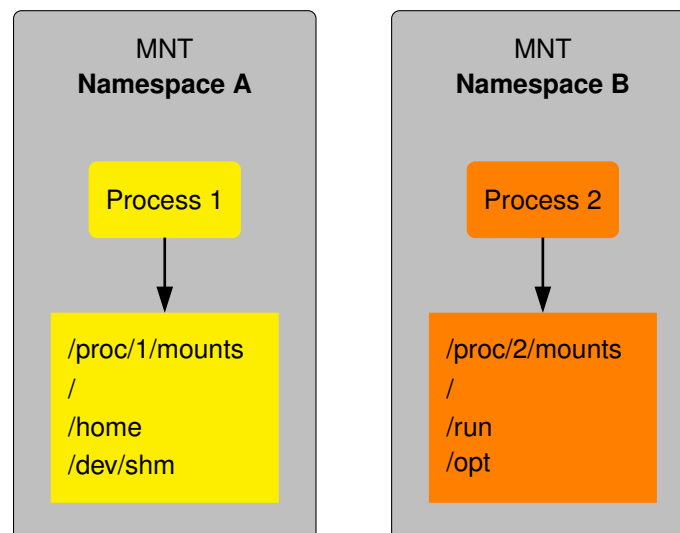 MNT
Namespace A
Process 1
/proc/1/mounts
/
/home
/dev/shm
MNT
Namespace B
Process 2
/proc/2/mounts
/
/run
/opt